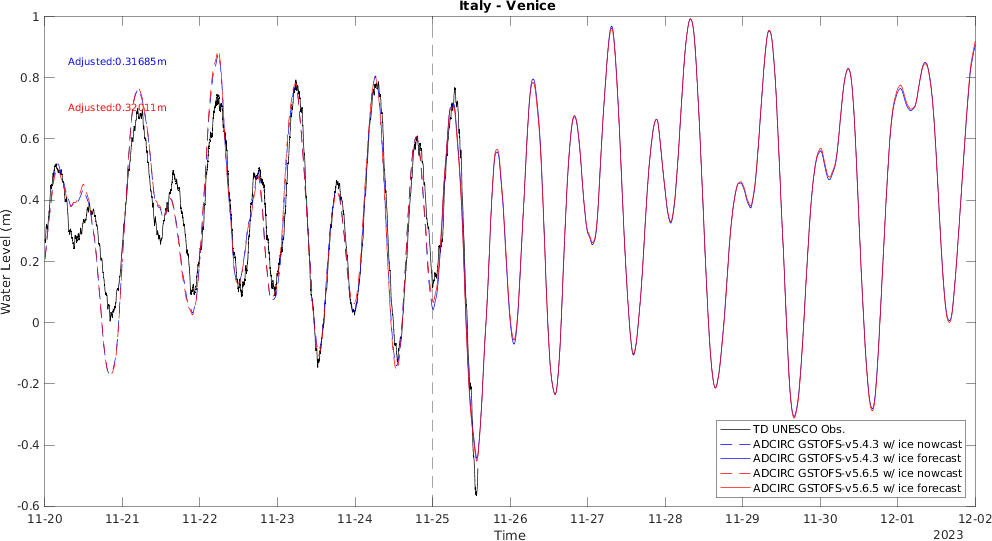 Italy - Venice
1
0.8
0.6
0.4
0.2
0
-0.2
-0.4
-0.6
Water Level (m)
Adjusted:0.31685m
Adjusted:0.32011m
TD UNESCO Obs.
ADCIRC GSTOFS-v5.4.3 w/ ice nowcast
ADCIRC GSTOFS-v5.4.3 w/ ice forecast
ADCIRC GSTOFS-v5.6.5 w/ ice nowcast
ADCIRC GSTOFS-v5.6.5 w/ ice forecast
11-20 11-21 11-22 11-23 11-24 11-25 11-26 11-27 11-28 11-29 11-30 12-01 12-02
Time
2023